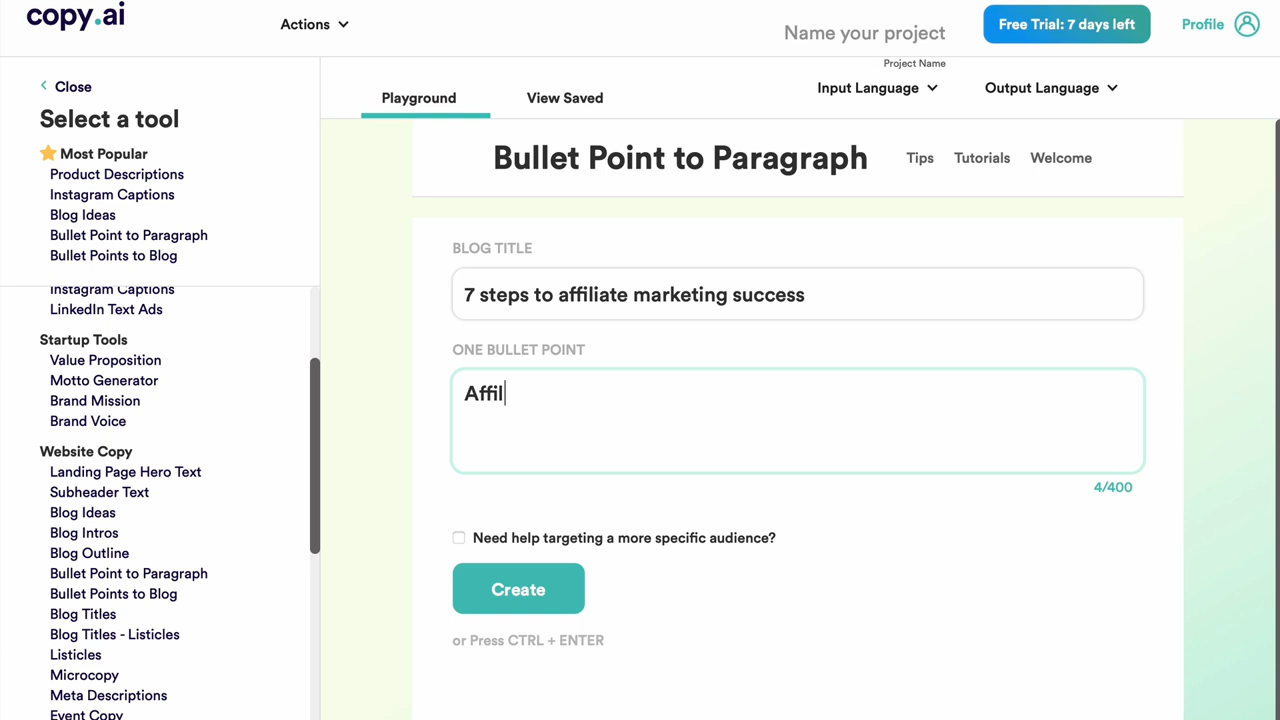 copy.ai
Actions
Name your project
Free Trial: 7 days left
Profile
Project Name
Close
Select a tool
Most Popular
Product Descriptions
Instagram Captions
Blog Ideas
Bullet Point to Paragraph
Bullet Points to Blog
Instagram Captions
LinkedIn Text Ads
Startup Tools
Value Proposition
Motto Generator
Brand Mission
Brand Voice
Website Copy
Landing Page Hero Text
Subheader Text
Blog Ideas
Blog Intros
Blog Outline
Bullet Point to Paragraph
Bullet Points to Blog
Blog Titles
Blog Titles - Listicles
Listicles
Microcopy
Meta Descriptions
Event Copy
Playground
View Saved
Input Language
Output Language
Bullet Point to Paragraph
Tips
Tutorials
Welcome
BLOG TITLE
7 steps to affiliate marketing success
ONE BULLET POINT
Affil
4/400
Need help targeting a more specific audience?
Create
or Press CTRL + ENTER